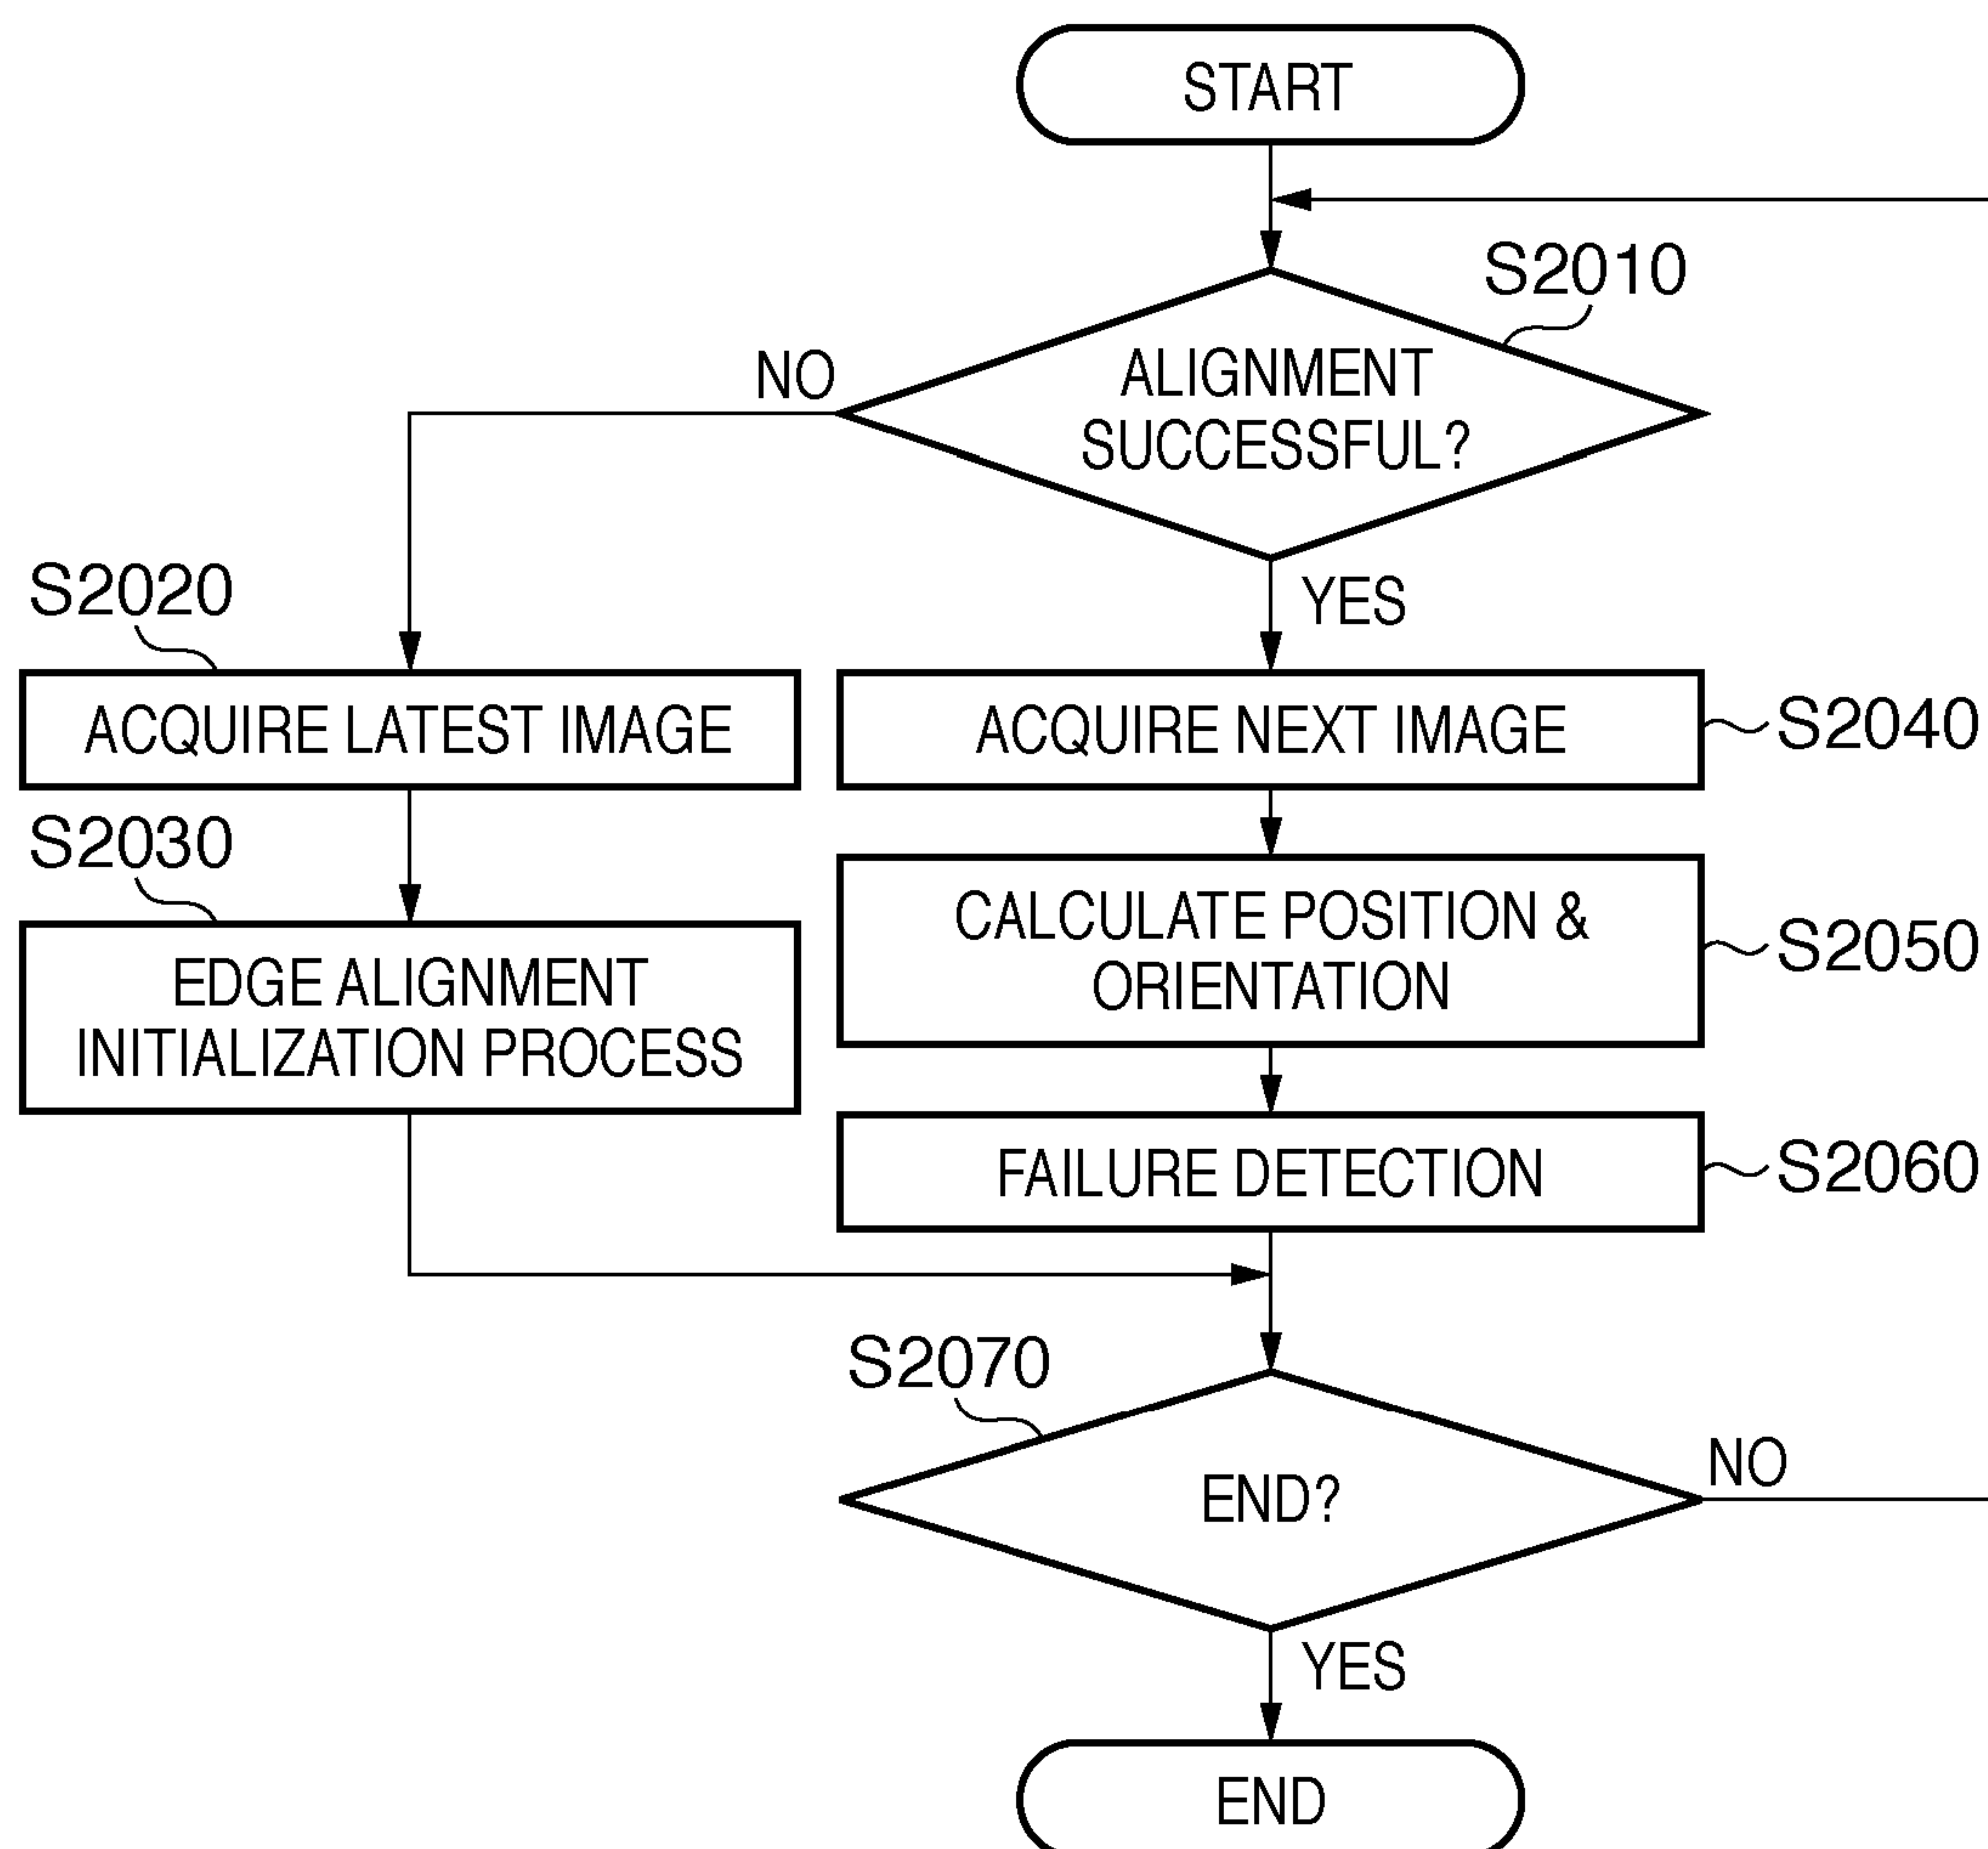 START
S2010
ALIGNMENT
SUCCESSFUL?
NO
YES
S2020
ACQUIRE LATEST IMAGE
ACQUIRE NEXT IMAGE
S2040
S2030
EDGE ALIGNMENT
INITIALIZATION PROCESS
CALCULATE POSITION &
ORIENTATION
S2050
FAILURE DETECTION
S2060
S2070
END?
NO
YES
END